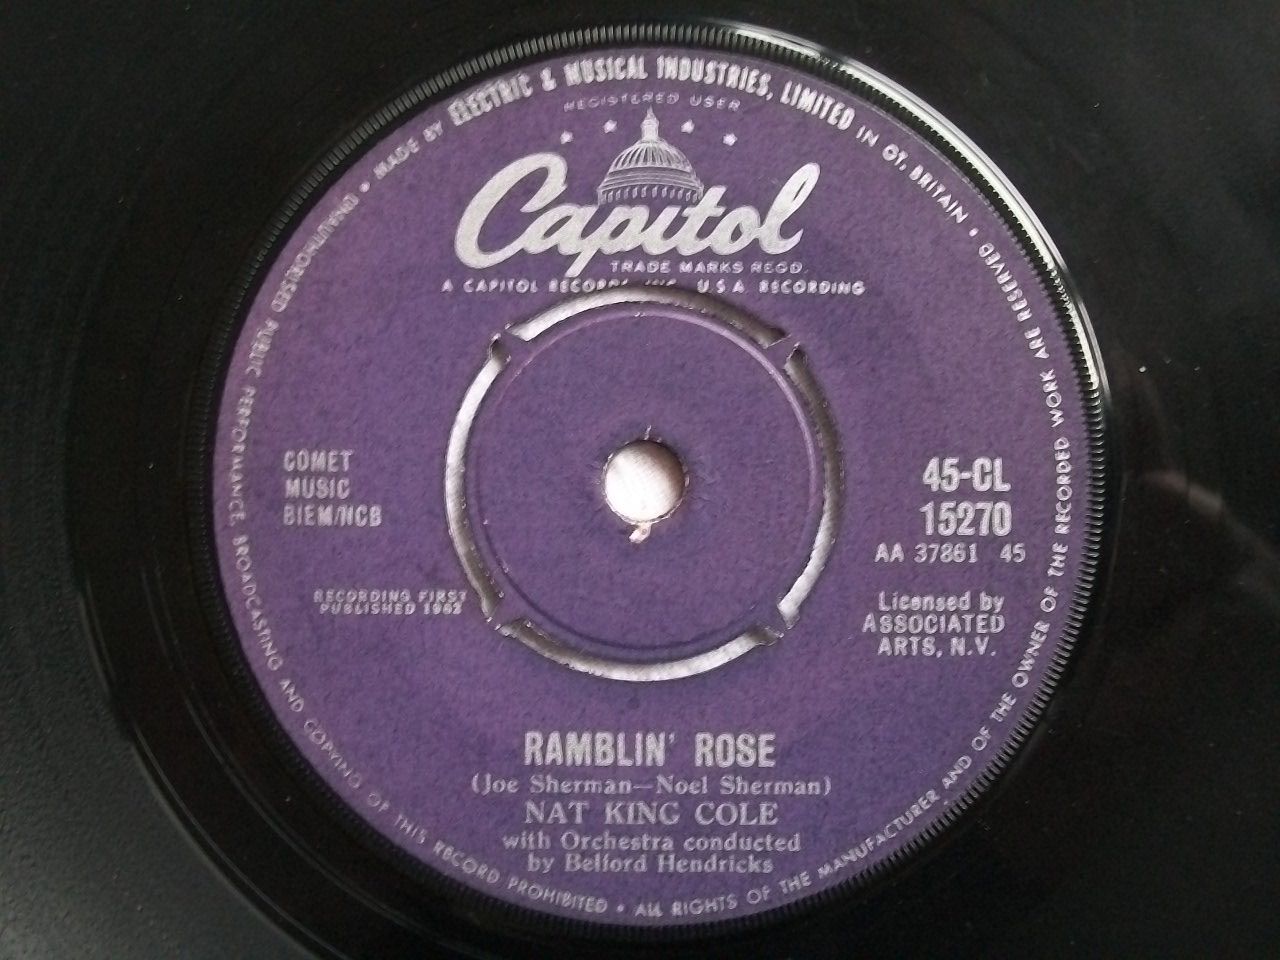 MADE BY ELECTRIC & MUSICAL INDUSTRIES, LIMITED IN GT. BRITAIN • ALL RIGHTS OF THE MANUFACTURER AND OF THE OWNER OF THE RECORDED WORK ARE RESERVED • UNAUTHORISED PUBLIC PERFORMANCE, BROADCASTING AND COPYING OF THIS RECORD PROHIBITED •
REGISTERED USER
Capitol
TRADE MARKS REGD.
A CAPITOL RECORDS, INC., U.S.A. RECORDING
COMET
MUSIC
BIEM/NCB
45-CL
15270
AA 37861 45
RECORDING FIRST
PUBLISHED 1962
Licensed by
ASSOCIATED
ARTS, N.V.
RAMBLIN' ROSE
(Joe Sherman—Noel Sherman)
NAT KING COLE
with Orchestra conducted
by Belford Hendricks